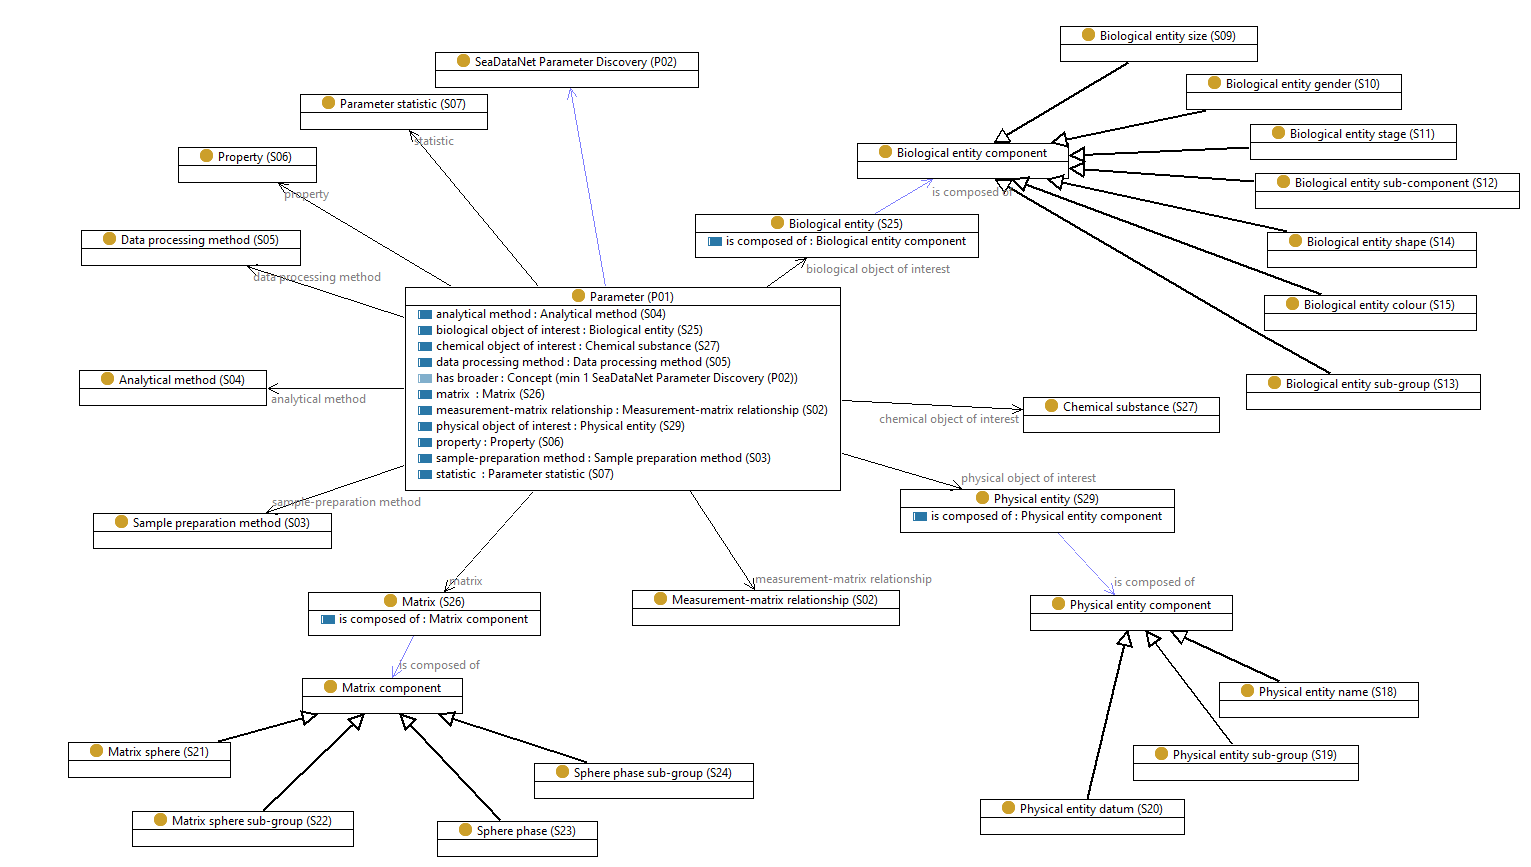 Biological entity size (S09)
SeaDataNet Parameter Discovery (P02)
Biological entity gender (S10)
Parameter statistic (S07)
statistic
Biological entity stage (S11)
Property (S06)
property
Biological entity component
is composed of
Biological entity sub-component (S12)
Biological entity (S25)
is composed of : Biological entity component
Data processing method (S05)
data processing method
Biological entity shape (S14)
biological object of interest
Biological entity colour (S15)
Parameter (P01)
analytical method : Analytical method (S04)
biological object of interest : Biological entity (S25)
chemical object of interest : Chemical substance (S27)
data processing method : Data processing method (S05)
has broader : Concept (min 1 SeaDataNet Parameter Discovery (P02))
matrix : Matrix (S26)
measurement-matrix relationship : Measurement-matrix relationship (S02)
physical object of interest : Physical entity (S29)
property : Property (S06)
sample-preparation method : Sample preparation method (S03)
statistic : Parameter statistic (S07)
Analytical method (S04)
analytical method
Biological entity sub-group (S13)
Chemical substance (S27)
chemical object of interest
physical object of interest
Physical entity (S29)
is composed of : Physical entity component
sample-preparation method
Sample preparation method (S03)
matrix
Matrix (S26)
is composed of : Matrix component
measurement-matrix relationship
Measurement-matrix relationship (S02)
is composed of
Physical entity component
is composed of
Matrix component
Physical entity name (S18)
Matrix sphere (S21)
Physical entity sub-group (S19)
Sphere phase sub-group (S24)
Physical entity datum (S20)
Matrix sphere sub-group (S22)
Sphere phase (S23)